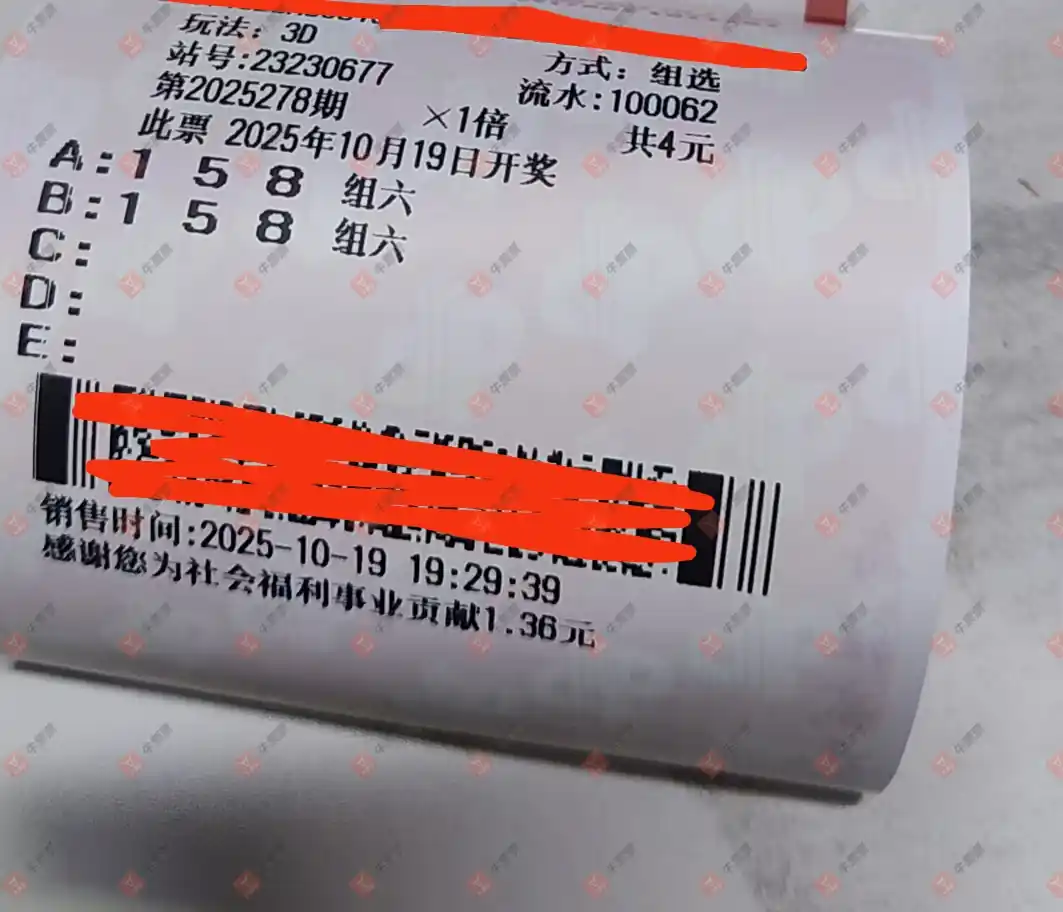 玩法：3D
方式：组选
站号:23230677
流水:100062
第2025278期
×1倍
共4元
此票 2025年10月19日开奖
A:1 5 8 组六
B:1 5 8 组六
C:
D:
E:
销售时间:2025-10-19 19:29:39
感谢您为社会福利事业贡献1.36元